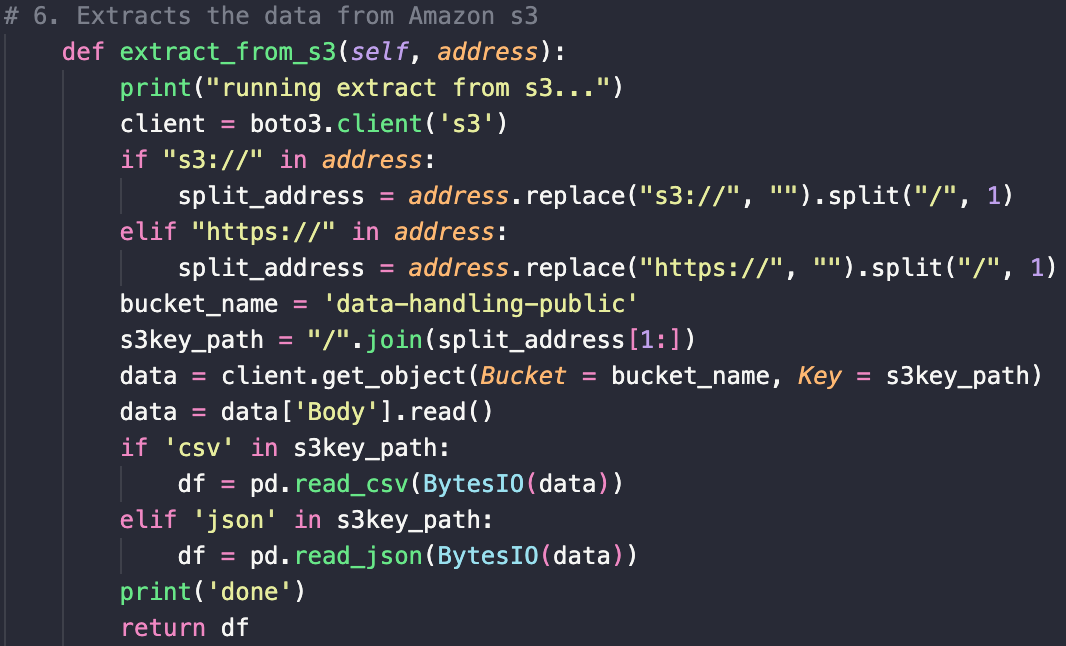 # 6. Extracts the data from Amazon s3
def extract_from_s3(self, address):
print("running extract from s3...")
client = boto3.client('s3')
if "s3://" in address:
split_address = address.replace("s3://", "").split("/", 1)
elif "https://" in address:
split_address = address.replace("https://", "").split("/", 1)
bucket_name = 'data-handling-public'
s3key_path = "/".join(split_address[1:])
data = client.get_object(Bucket = bucket_name, Key = s3key_path)
data = data['Body'].read()
if 'csv' in s3key_path:
df = pd.read_csv(BytesIO(data))
elif 'json' in s3key_path:
df = pd.read_json(BytesIO(data))
print('done')
return df